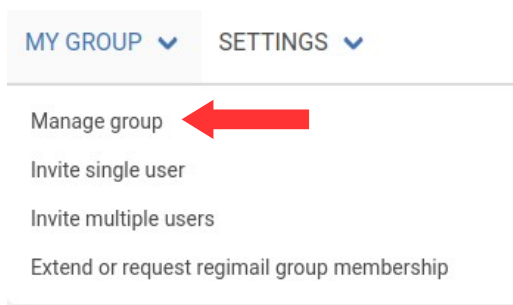 MY GROUP SETTINGS
Manage group
Invite single user
Invite multiple users
Extend or request regimail group membership